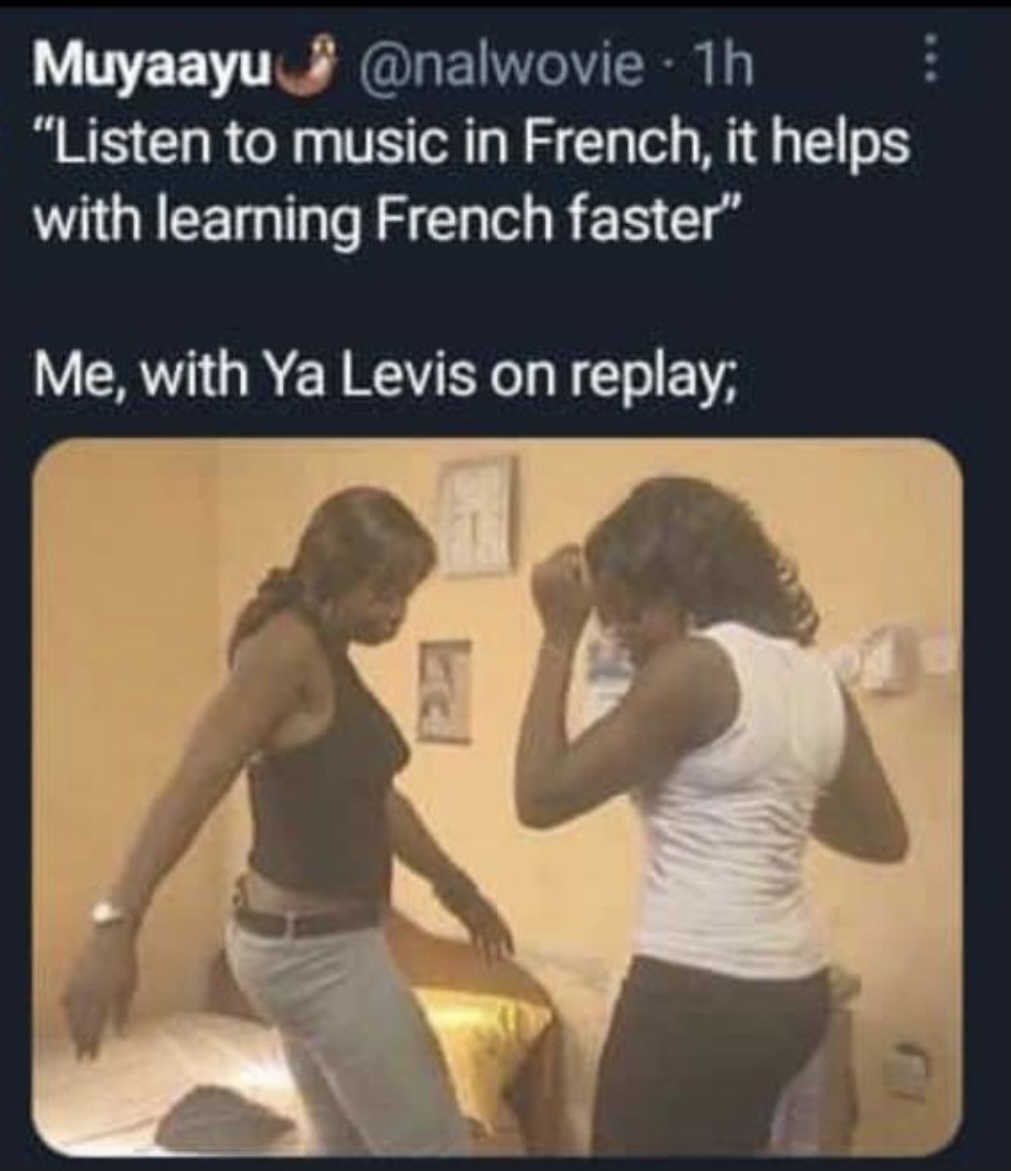 Muyaayu @nalwovie · 1h
“Listen to music in French, it helps
with learning French faster”
Me, with Ya Levis on replay;